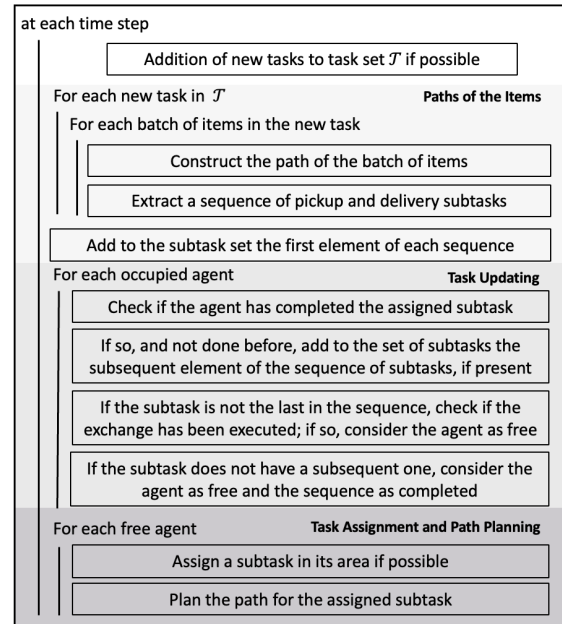 at each time step
Addition of new tasks to task set 𝒯 if possible
For each new task in 𝒯
Paths of the Items
For each batch of items in the new task
Construct the path of the batch of items
Extract a sequence of pickup and delivery subtasks
Add to the subtask set the first element of each sequence
For each occupied agent
Task Updating
Check if the agent has completed the assigned subtask
If so, and not done before, add to the set of subtasks the
subsequent element of the sequence of subtasks, if present
If the subtask is not the last in the sequence, check if the
exchange has been executed; if so, consider the agent as free
If the subtask does not have a subsequent one, consider the
agent as free and the sequence as completed
For each free agent
Task Assignment and Path Planning
Assign a subtask in its area if possible
Plan the path for the assigned subtask